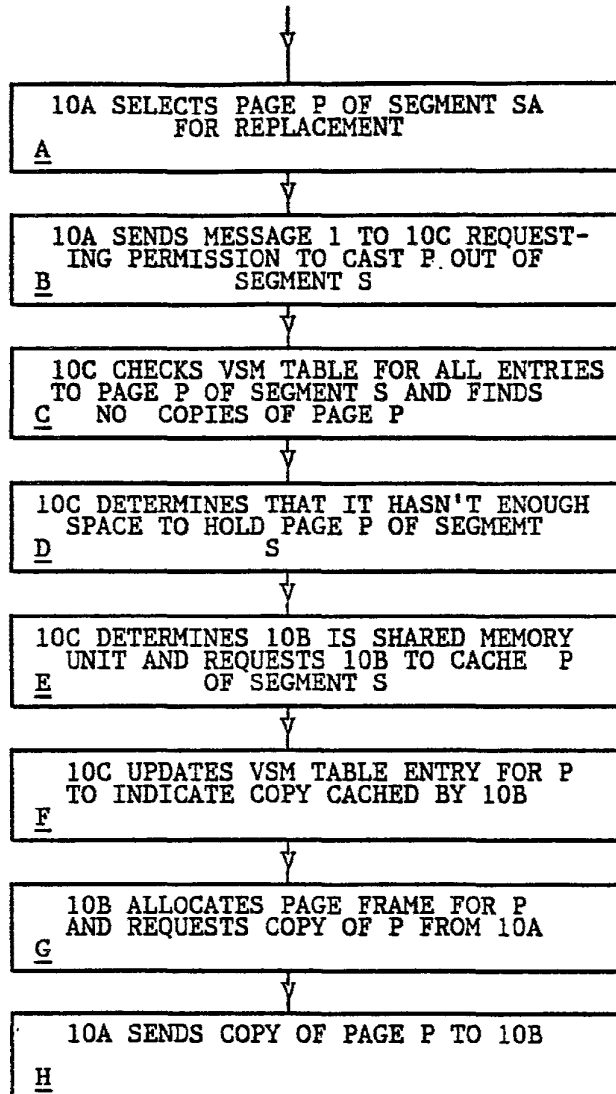 10A SELECTS PAGE P OF SEGMENT SA
FOR REPLACEMENT
A
10A SENDS MESSAGE 1 TO 10C REQUEST-
ING PERMISSION TO CAST P OUT OF
B SEGMENT S
10C CHECKS VSM TABLE FOR ALL ENTRIES
TO PAGE P OF SEGMENT S AND FINDS
C NO COPIES OF PAGE P
10C DETERMINES THAT IT HASN'T ENOUGH
SPACE TO HOLD PAGE P OF SEGMEMT
D S
10C DETERMINES 10B IS SHARED MEMORY
UNIT AND REQUESTS 10B TO CACHE P
E OF SEGMENT S
10C UPDATES VSM TABLE ENTRY FOR P
TO INDICATE COPY CACHED BY 10B
F
10B ALLOCATES PAGE FRAME FOR P
AND REQUESTS COPY OF P FROM 10A
G
10A SENDS COPY OF PAGE P TO 10B
H